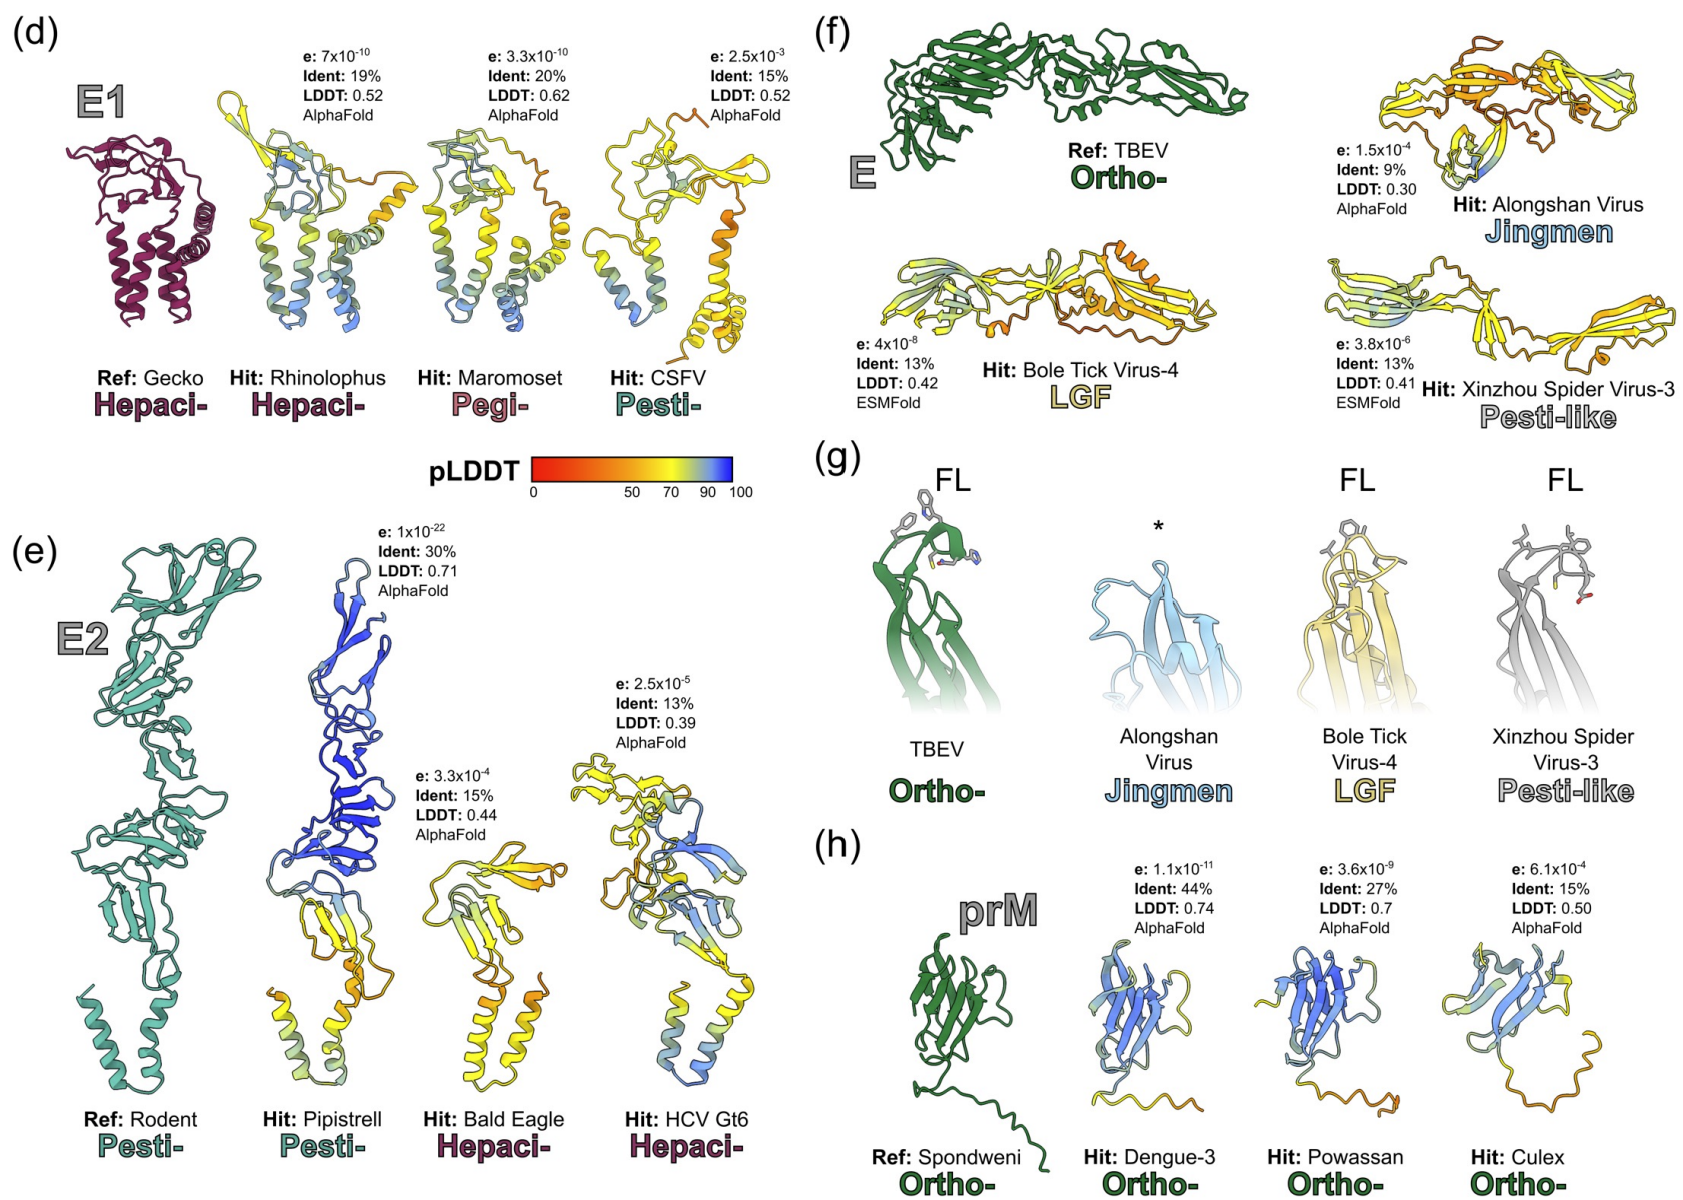 (d)
E1
e: 7x10⁻¹⁰
Ident: 19%
LDDT: 0.52
AlphaFold
e: 3.3x10⁻¹⁰
Ident: 20%
LDDT: 0.62
AlphaFold
e: 2.5x10⁻³
Ident: 15%
LDDT: 0.52
AlphaFold
Ref: Gecko
Hepaci-
Hit: Rhinolophus
Hepaci-
Hit: Maromoset
Pegi-
Hit: CSFV
Pesti-
pLDDT
0 50 70 90 100
(e)
E2
e: 1x10⁻²²
Ident: 30%
LDDT: 0.71
AlphaFold
e: 3.3x10⁻⁴
Ident: 15%
LDDT: 0.44
AlphaFold
e: 2.5x10⁻⁵
Ident: 13%
LDDT: 0.39
AlphaFold
Ref: Rodent
Pesti-
Hit: Pipistrell
Pesti-
Hit: Bald Eagle
Hepaci-
Hit: HCV Gt6
Hepaci-
(f)
E
Ref: TBEV
Ortho-
e: 1.5x10⁻⁴
Ident: 9%
LDDT: 0.30
AlphaFold
Hit: Alongshan Virus
Jingmen
e: 4x10⁻⁸
Ident: 13%
LDDT: 0.42
ESMFold
Hit: Bole Tick Virus-4
LGF
e: 3.8x10⁻⁶
Ident: 13%
LDDT: 0.41
ESMFold
Hit: Xinzhou Spider Virus-3
Pesti-like
(g)
FL
*
FL
FL
TBEV
Ortho-
Alongshan
Virus
Jingmen
Bole Tick
Virus-4
LGF
Xinzhou Spider
Virus-3
Pesti-like
(h)
prM
e: 1.1x10⁻¹¹
Ident: 44%
LDDT: 0.74
AlphaFold
e: 3.6x10⁻⁹
Ident: 27%
LDDT: 0.7
AlphaFold
e: 6.1x10⁻⁴
Ident: 15%
LDDT: 0.50
AlphaFold
Ref: Spondweni
Ortho-
Hit: Dengue-3
Ortho-
Hit: Powassan
Ortho-
Hit: Culex
Ortho-